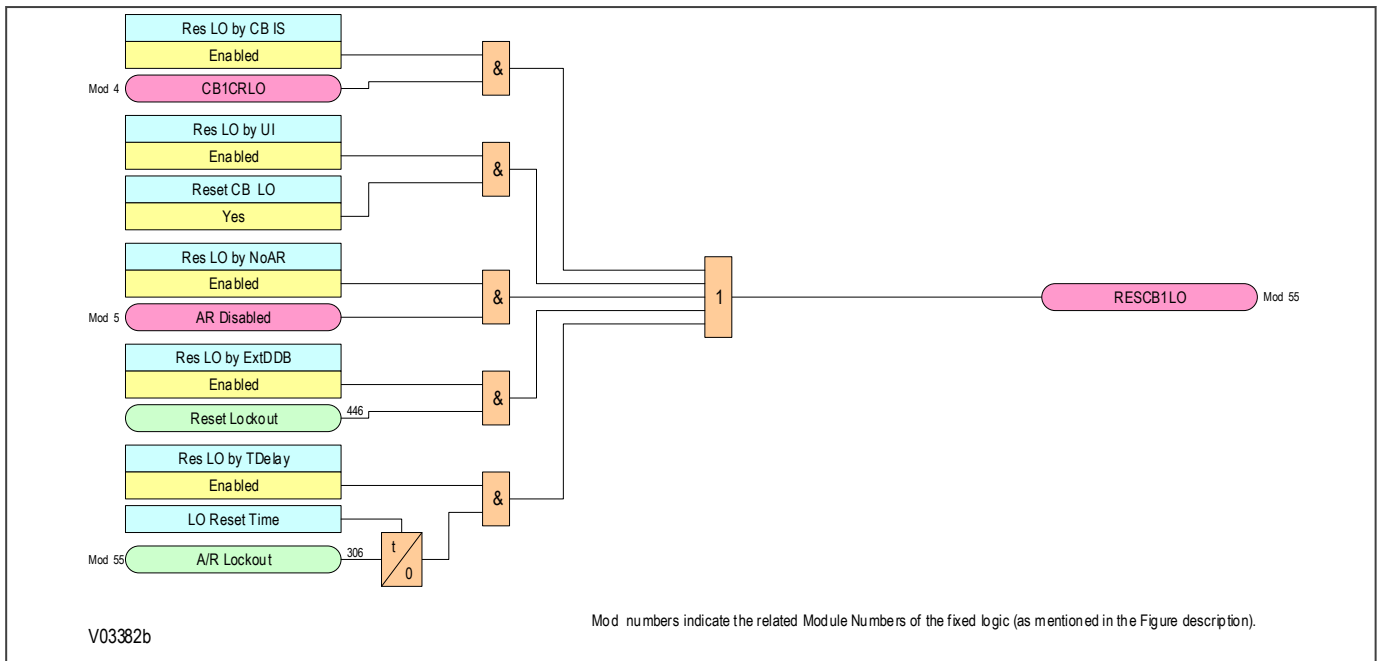 Res LO by CB IS
Enabled
&
Mod 4
CB1CRLO
Res LO by UI
Enabled
&
Reset CB LO
Yes
Res LO by NoAR
Enabled
&
1
RESCB1LO
Mod 55
Mod 5
AR Disabled
Res LO by ExtDDB
Enabled
&
Reset Lockout
446
Res LO by TDelay
Enabled
&
LO Reset Time
Mod 55
A/R Lockout
306
t
0
Mod numbers indicate the related Module Numbers of the fixed logic (as mentioned in the Figure description).
V03382b